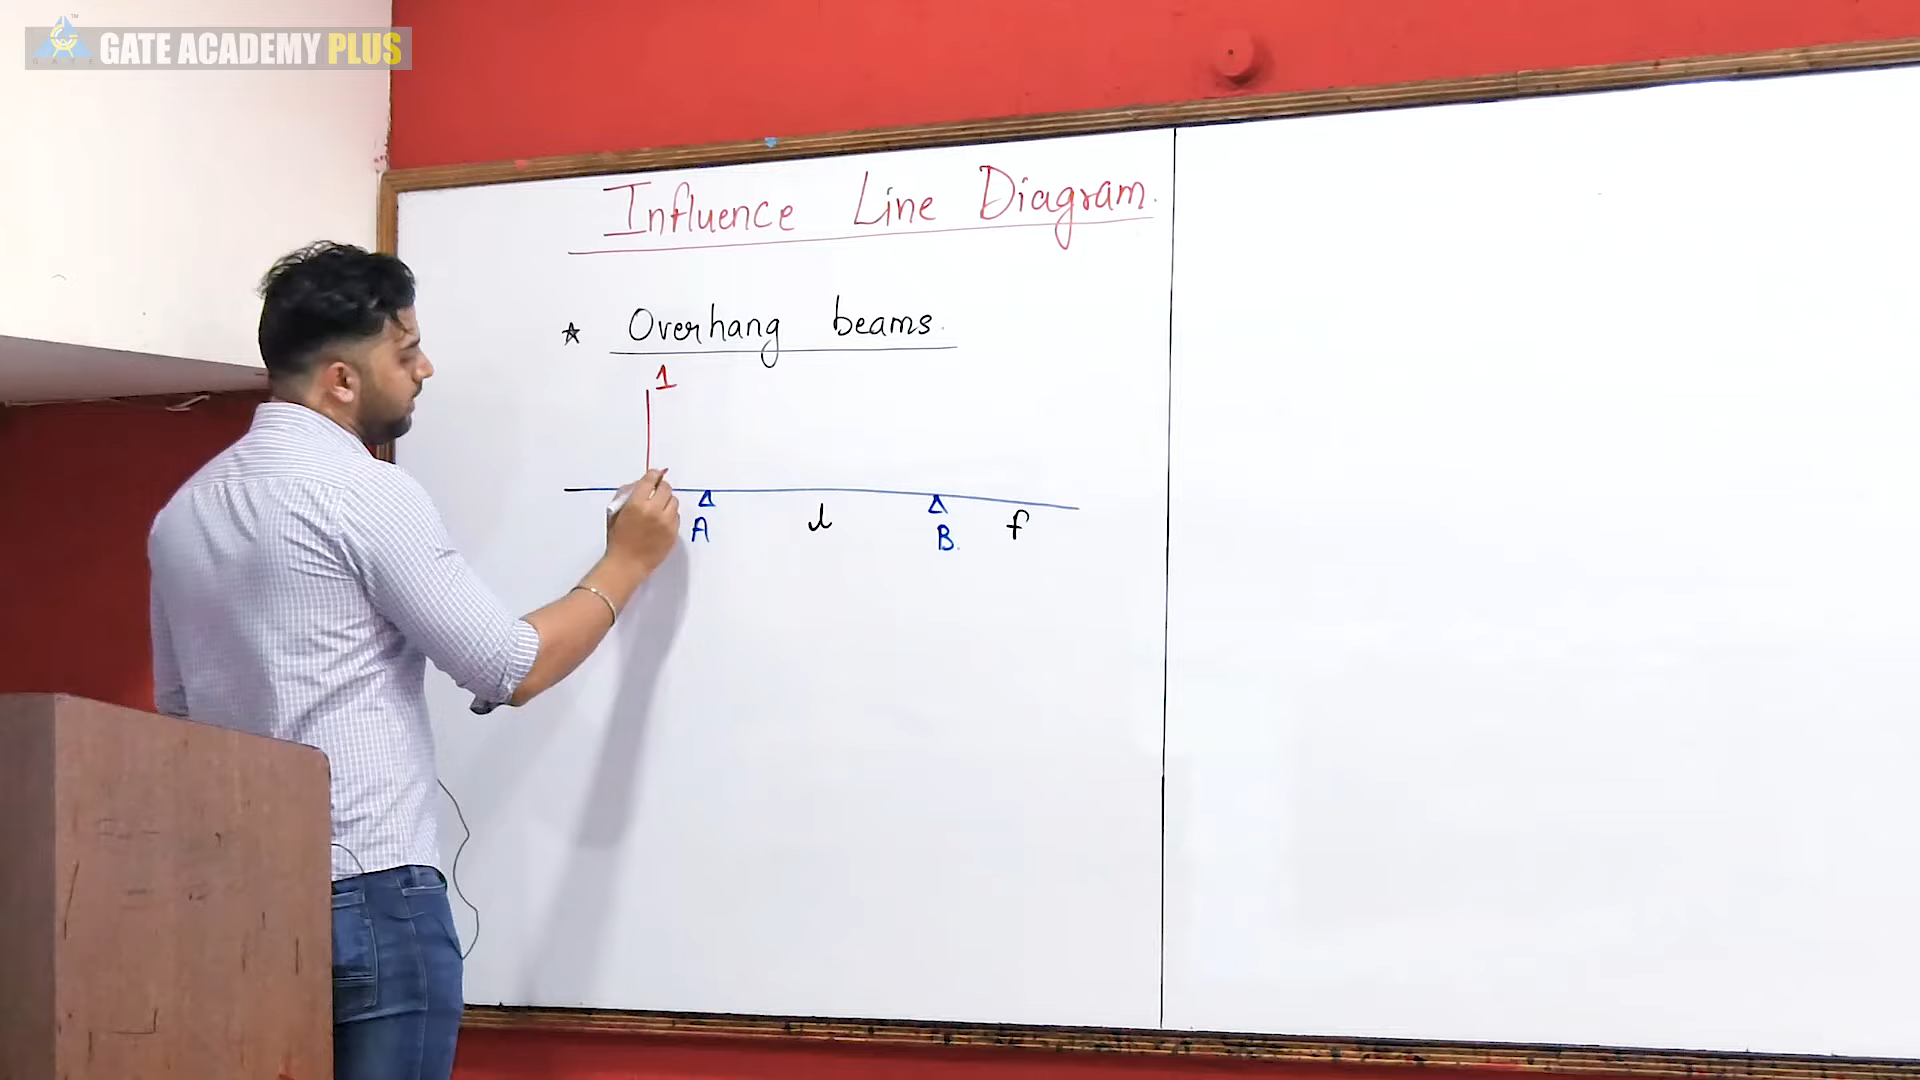 GATE ACADEMY PLUS
Influence Line Diagram.
* Overhang beams.
1
l f
A B.